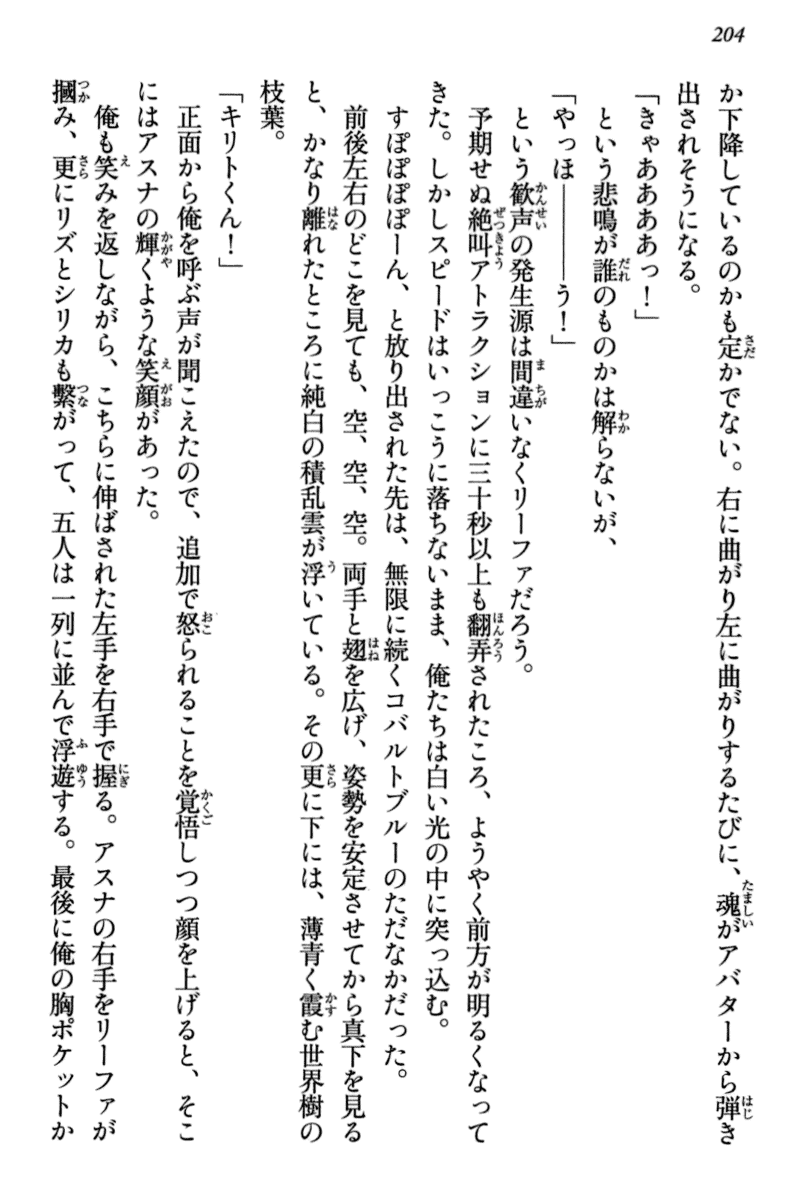 204
か下降しているのかも定かでない。右に曲がり左に曲がりするたびに、魂がアバターから弾き
出されそうになる。
「きゃああああっ！」
という悲鳴が誰のものかは解らないが、
「やっほ————う！」
という歓声の発生源は間違いなくリーファだろう。
予期せぬ絶叫アトラクションに三十秒以上も翻弄されたころ、ようやく前方が明るくなって
きた。しかしスピードはいっこうに落ちないまま、俺たちは白い光の中に突っ込む。
すぽぽぽぽーん、と放り出された先は、無限に続くコバルトブルーのただなかだった。
前後左右のどこを見ても、空、空、空。両手と翅を広げ、姿勢を安定させてから真下を見る
と、かなり離れたところに純白の積乱雲が浮いている。その更に下には、薄青く霞む世界樹の
枝葉。
「キリトくん！」
正面から俺を呼ぶ声が聞こえたので、追加で怒られることを覚悟しつつ顔を上げると、そこ
にはアスナの輝くような笑顔があった。
俺も笑みを返しながら、こちらに伸ばされた左手を右手で握る。アスナの右手をリーファが
摑み、更にリズとシリカも繫がって、五人は一列に並んで浮遊する。最後に俺の胸ポケットか